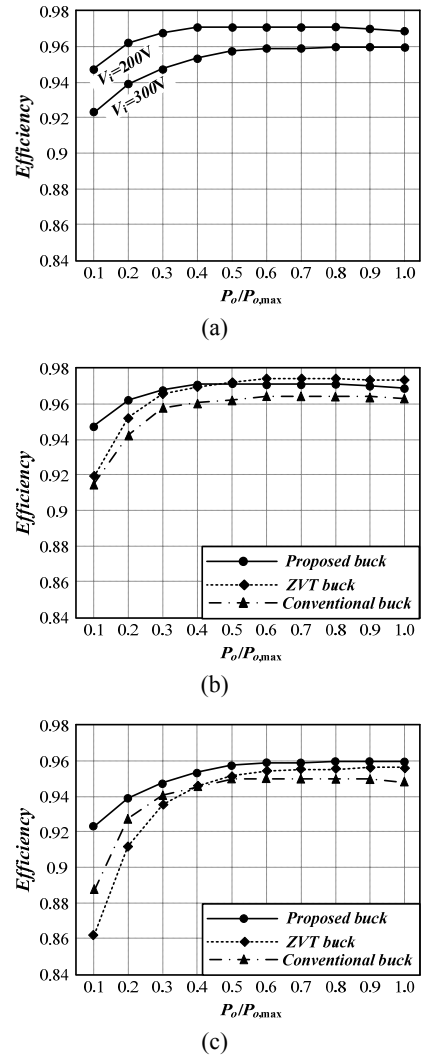 0.98
0.96
0.94
0.92
0.9
0.88
0.86
0.84
Efficiency
Vi=200V
Vi=300V
0.1 0.2 0.3 0.4 0.5 0.6 0.7 0.8 0.9 1.0
Po/Po,max
(a)
0.98
0.96
0.94
0.92
0.9
0.88
0.86
0.84
Efficiency
Proposed buck
ZVT buck
Conventional buck
0.1 0.2 0.3 0.4 0.5 0.6 0.7 0.8 0.9 1.0
Po/Po,max
(b)
0.98
0.96
0.94
0.92
0.9
0.88
0.86
0.84
Efficiency
Proposed buck
ZVT buck
Conventional buck
0.1 0.2 0.3 0.4 0.5 0.6 0.7 0.8 0.9 1.0
Po/Po,max
(c)